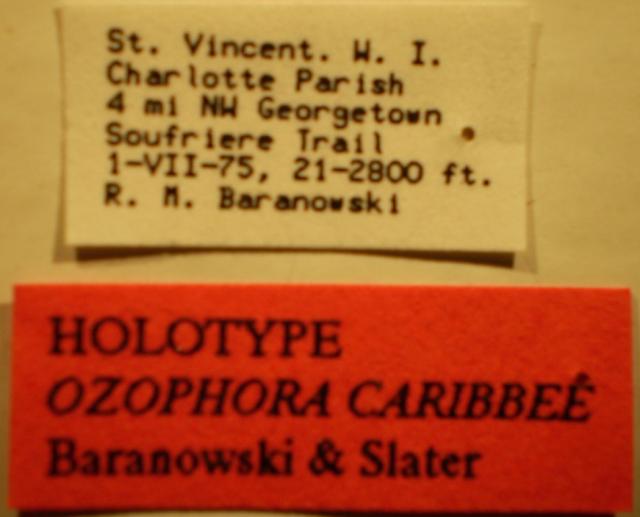 St. Vincent. W. I.
Charlotte Parish
4 mi NW Georgetown
Soufriere Trail
1-VII-75, 21-2800 ft.
R. M. Baranowski
HOLOTYPE
OZOPHORA CARIBBEÉ
Baranowski & Slater